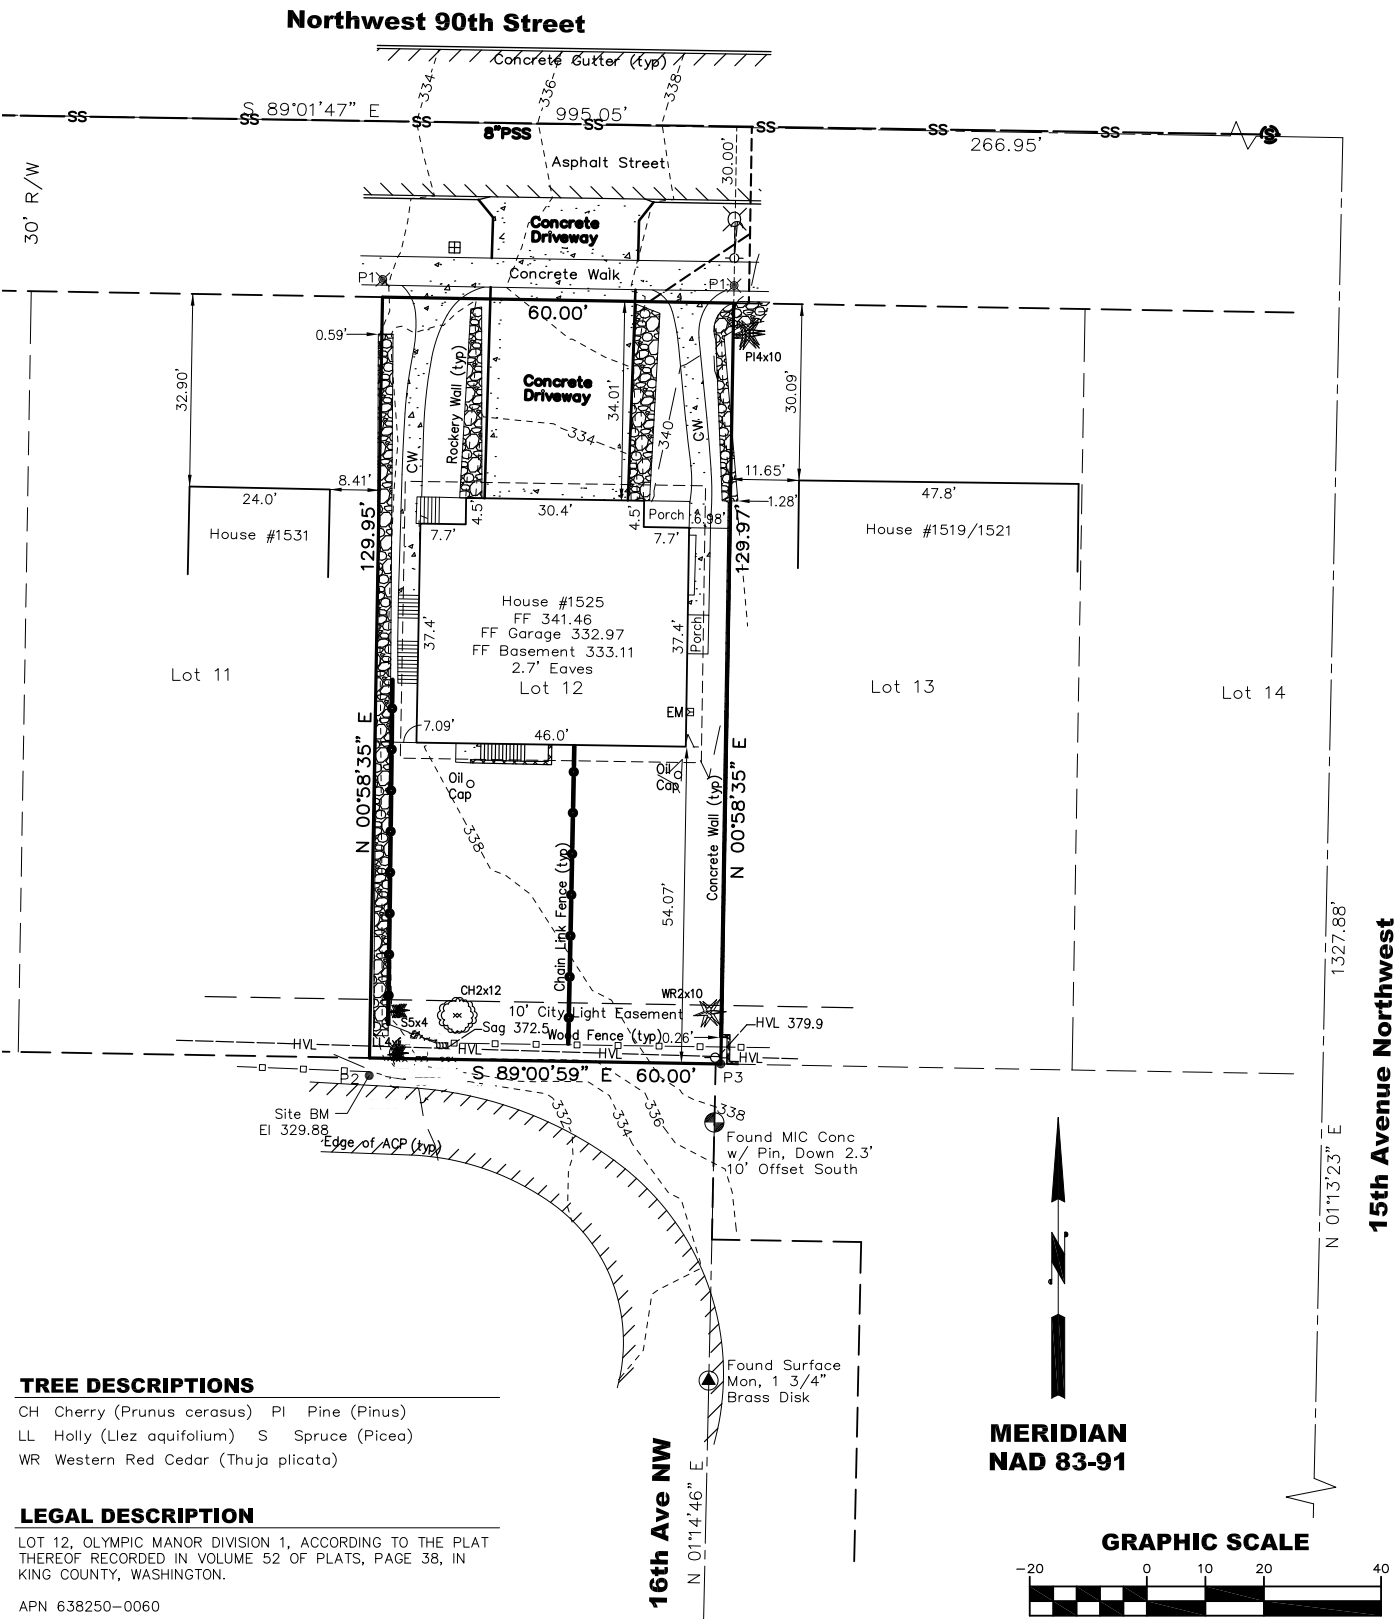 Northwest 90th Street
Concrete Gutter (typ)
334
336
338
S 89°01'47" E
995.05'
SS
SS
SS
SS
SS
SS
SS
8"PSS
266.95'
Asphalt Street
30.00'
30' R/W
Concrete
Driveway
Concrete Walk
P1
P1
60.00'
0.59'
PI4x10
32.90'
Rockery Wall (typ)
Concrete
Driveway
34.01'
30.09'
334
340
CW
CW
8.41'
11.65'
24.0'
47.8'
1.28'
House #1531
129.95'
7.7'
4.5'
30.4'
4.5'
Porch
6.98'
7.7'
129.97'
House #1519/1521
House #1525
FF 341.46
FF Garage 332.97
FF Basement 333.11
2.7' Eaves
Lot 12
37.4'
37.4'
Porch
Lot 11
Lot 13
Lot 14
EM
7.09'
46.0'
N 00°58'35" E
N 00°58'35" E
Oil
Cap
Oil
Cap
338
Chain Link Fence (typ)
Concrete Wall (typ)
54.07'
1327.88'
15th Avenue Northwest
N 01°13'23" E
CH2x12
WR2x10
10' City Light Easement
S5x4
Sag 372.5
Wood Fence (typ)
0.26'
HVL 379.9
HVL
HVL
HVL
HVL
P2
S 89°00'59" E
60.00'
P3
Site BM
El 329.88
Edge of ACP (typ)
332
334
336
338
Found MIC Conc
w/ Pin, Down 2.3'
10' Offset South
Found Surface
Mon, 1 3/4"
Brass Disk
16th Ave NW
N 01°14'46" E
MERIDIAN
NAD 83-91
TREE DESCRIPTIONS
CH Cherry (Prunus cerasus) PI Pine (Pinus)
LL Holly (Llez aquifolium) S Spruce (Picea)
WR Western Red Cedar (Thuja plicata)
LEGAL DESCRIPTION
LOT 12, OLYMPIC MANOR DIVISION 1, ACCORDING TO THE PLAT
THEREOF RECORDED IN VOLUME 52 OF PLATS, PAGE 38, IN
KING COUNTY, WASHINGTON.
APN 638250-0060
GRAPHIC SCALE
-20 0 10 20 40